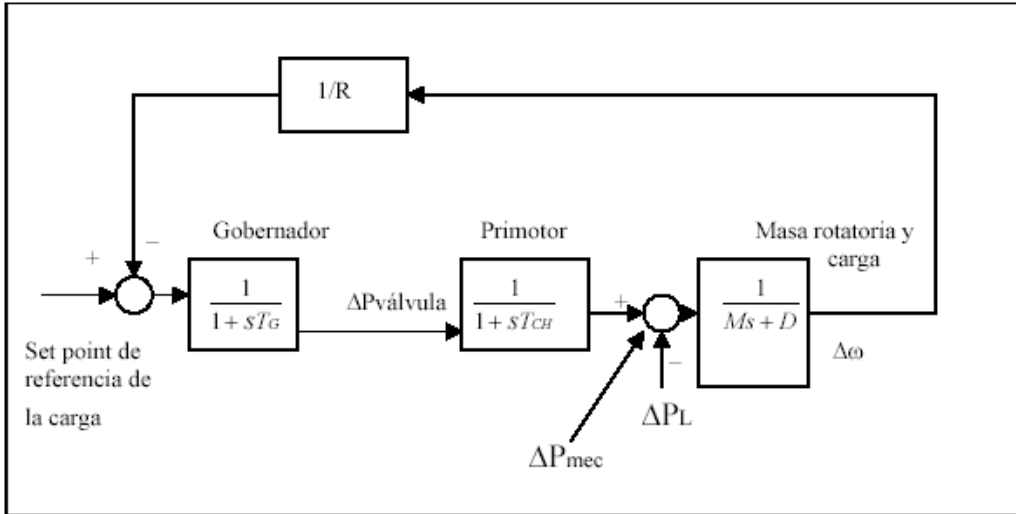 1/R
Gobernador
Primotor
Masa rotatoria y
carga
+
−
1
1 + sTG
ΔPválvula
1
1 + sTCH
+
−
1
Ms + D
Δω
Set point de
referencia de
la carga
ΔPL
ΔPmec